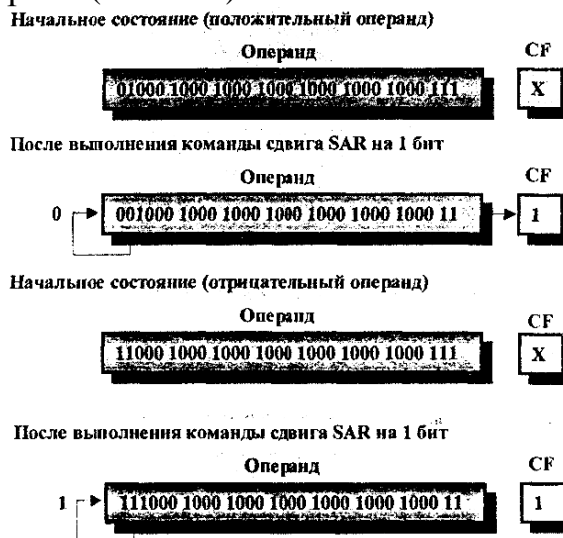 Начальное состояние (положительный операнд)
Операнд CF
01000 1000 1000 1000 1000 1000 1000 111 X
После выполнения команды сдвига SAR на 1 бит
Операнд CF
0 001000 1000 1000 1000 1000 1000 1000 11 1
Начальное состояние (отрицательный операнд)
Операнд CF
11000 1000 1000 1000 1000 1000 1000 111 X
После выполнения команды сдвига SAR на 1 бит
Операнд CF
1 111000 1000 1000 1000 1000 1000 1000 11 1